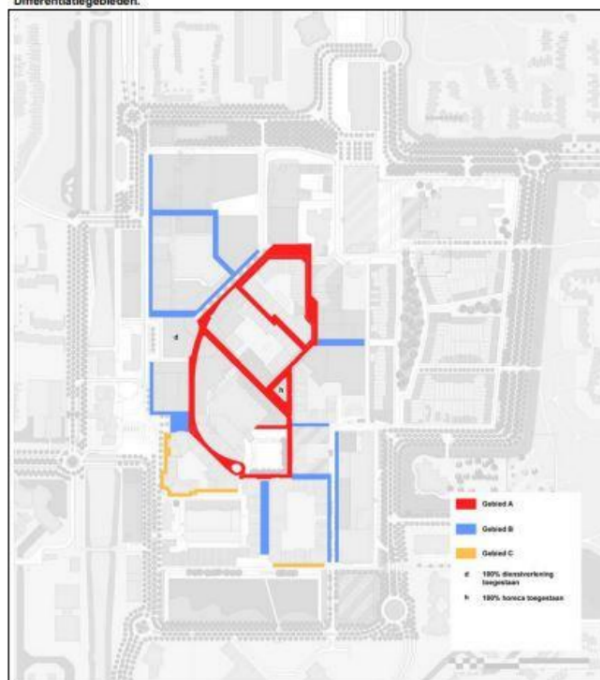 Differentiatiegebieden.
d
h
Gebied A
Gebied B
Gebied C
d 100% dienstverlening
toegestaan
h 100% horeca toegestaan